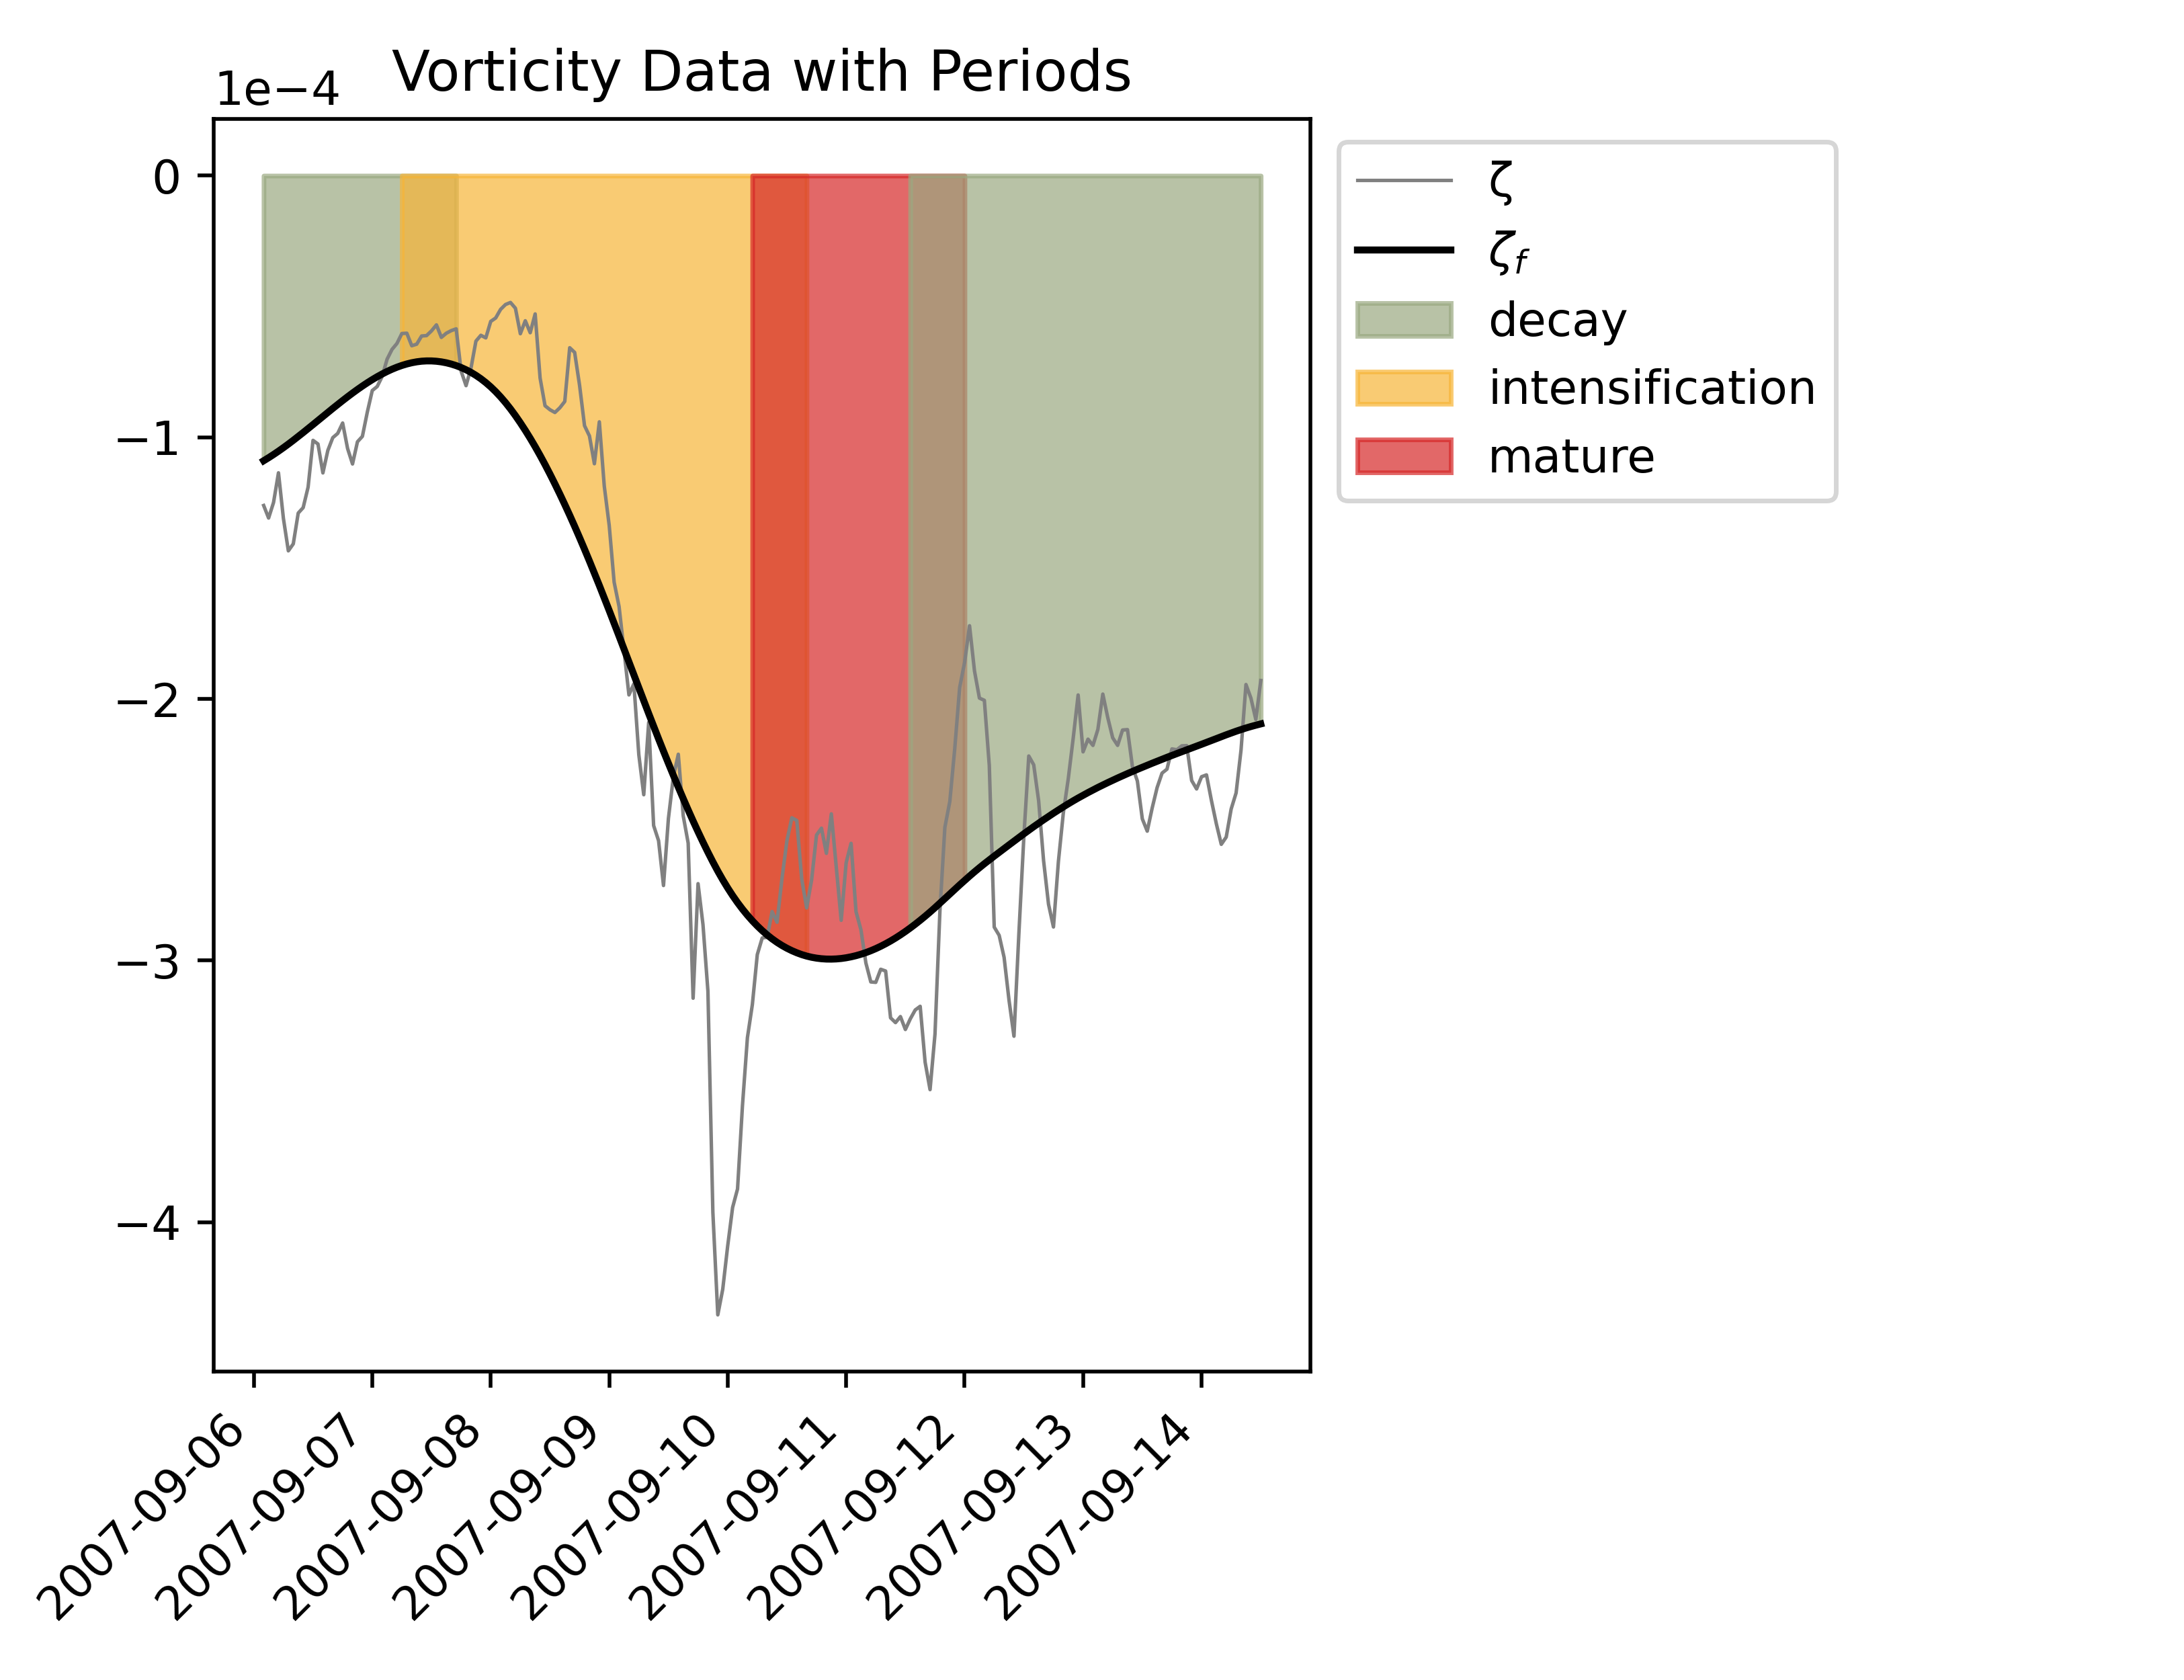 Vorticity Data with Periods
1e−4
0
−1
−2
−3
−4
2007-09-06
2007-09-07
2007-09-08
2007-09-09
2007-09-10
2007-09-11
2007-09-12
2007-09-13
2007-09-14
ζ
ζf
decay
intensification
mature